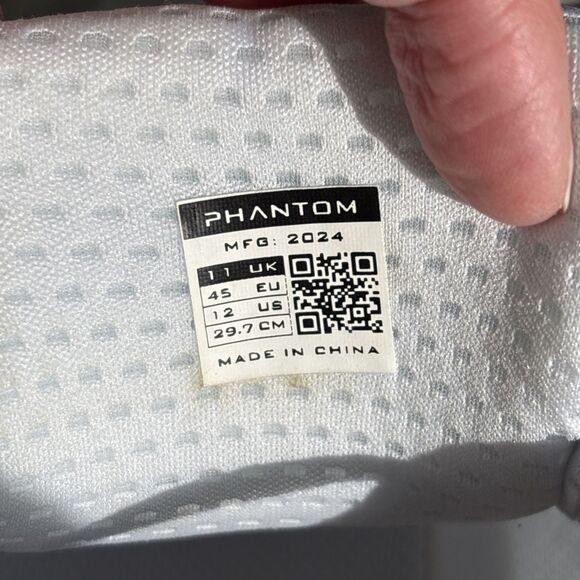 PHANTOM
MFG: 2024
11 UK
45 EU
12 US
29.7 CM
MADE IN CHINA